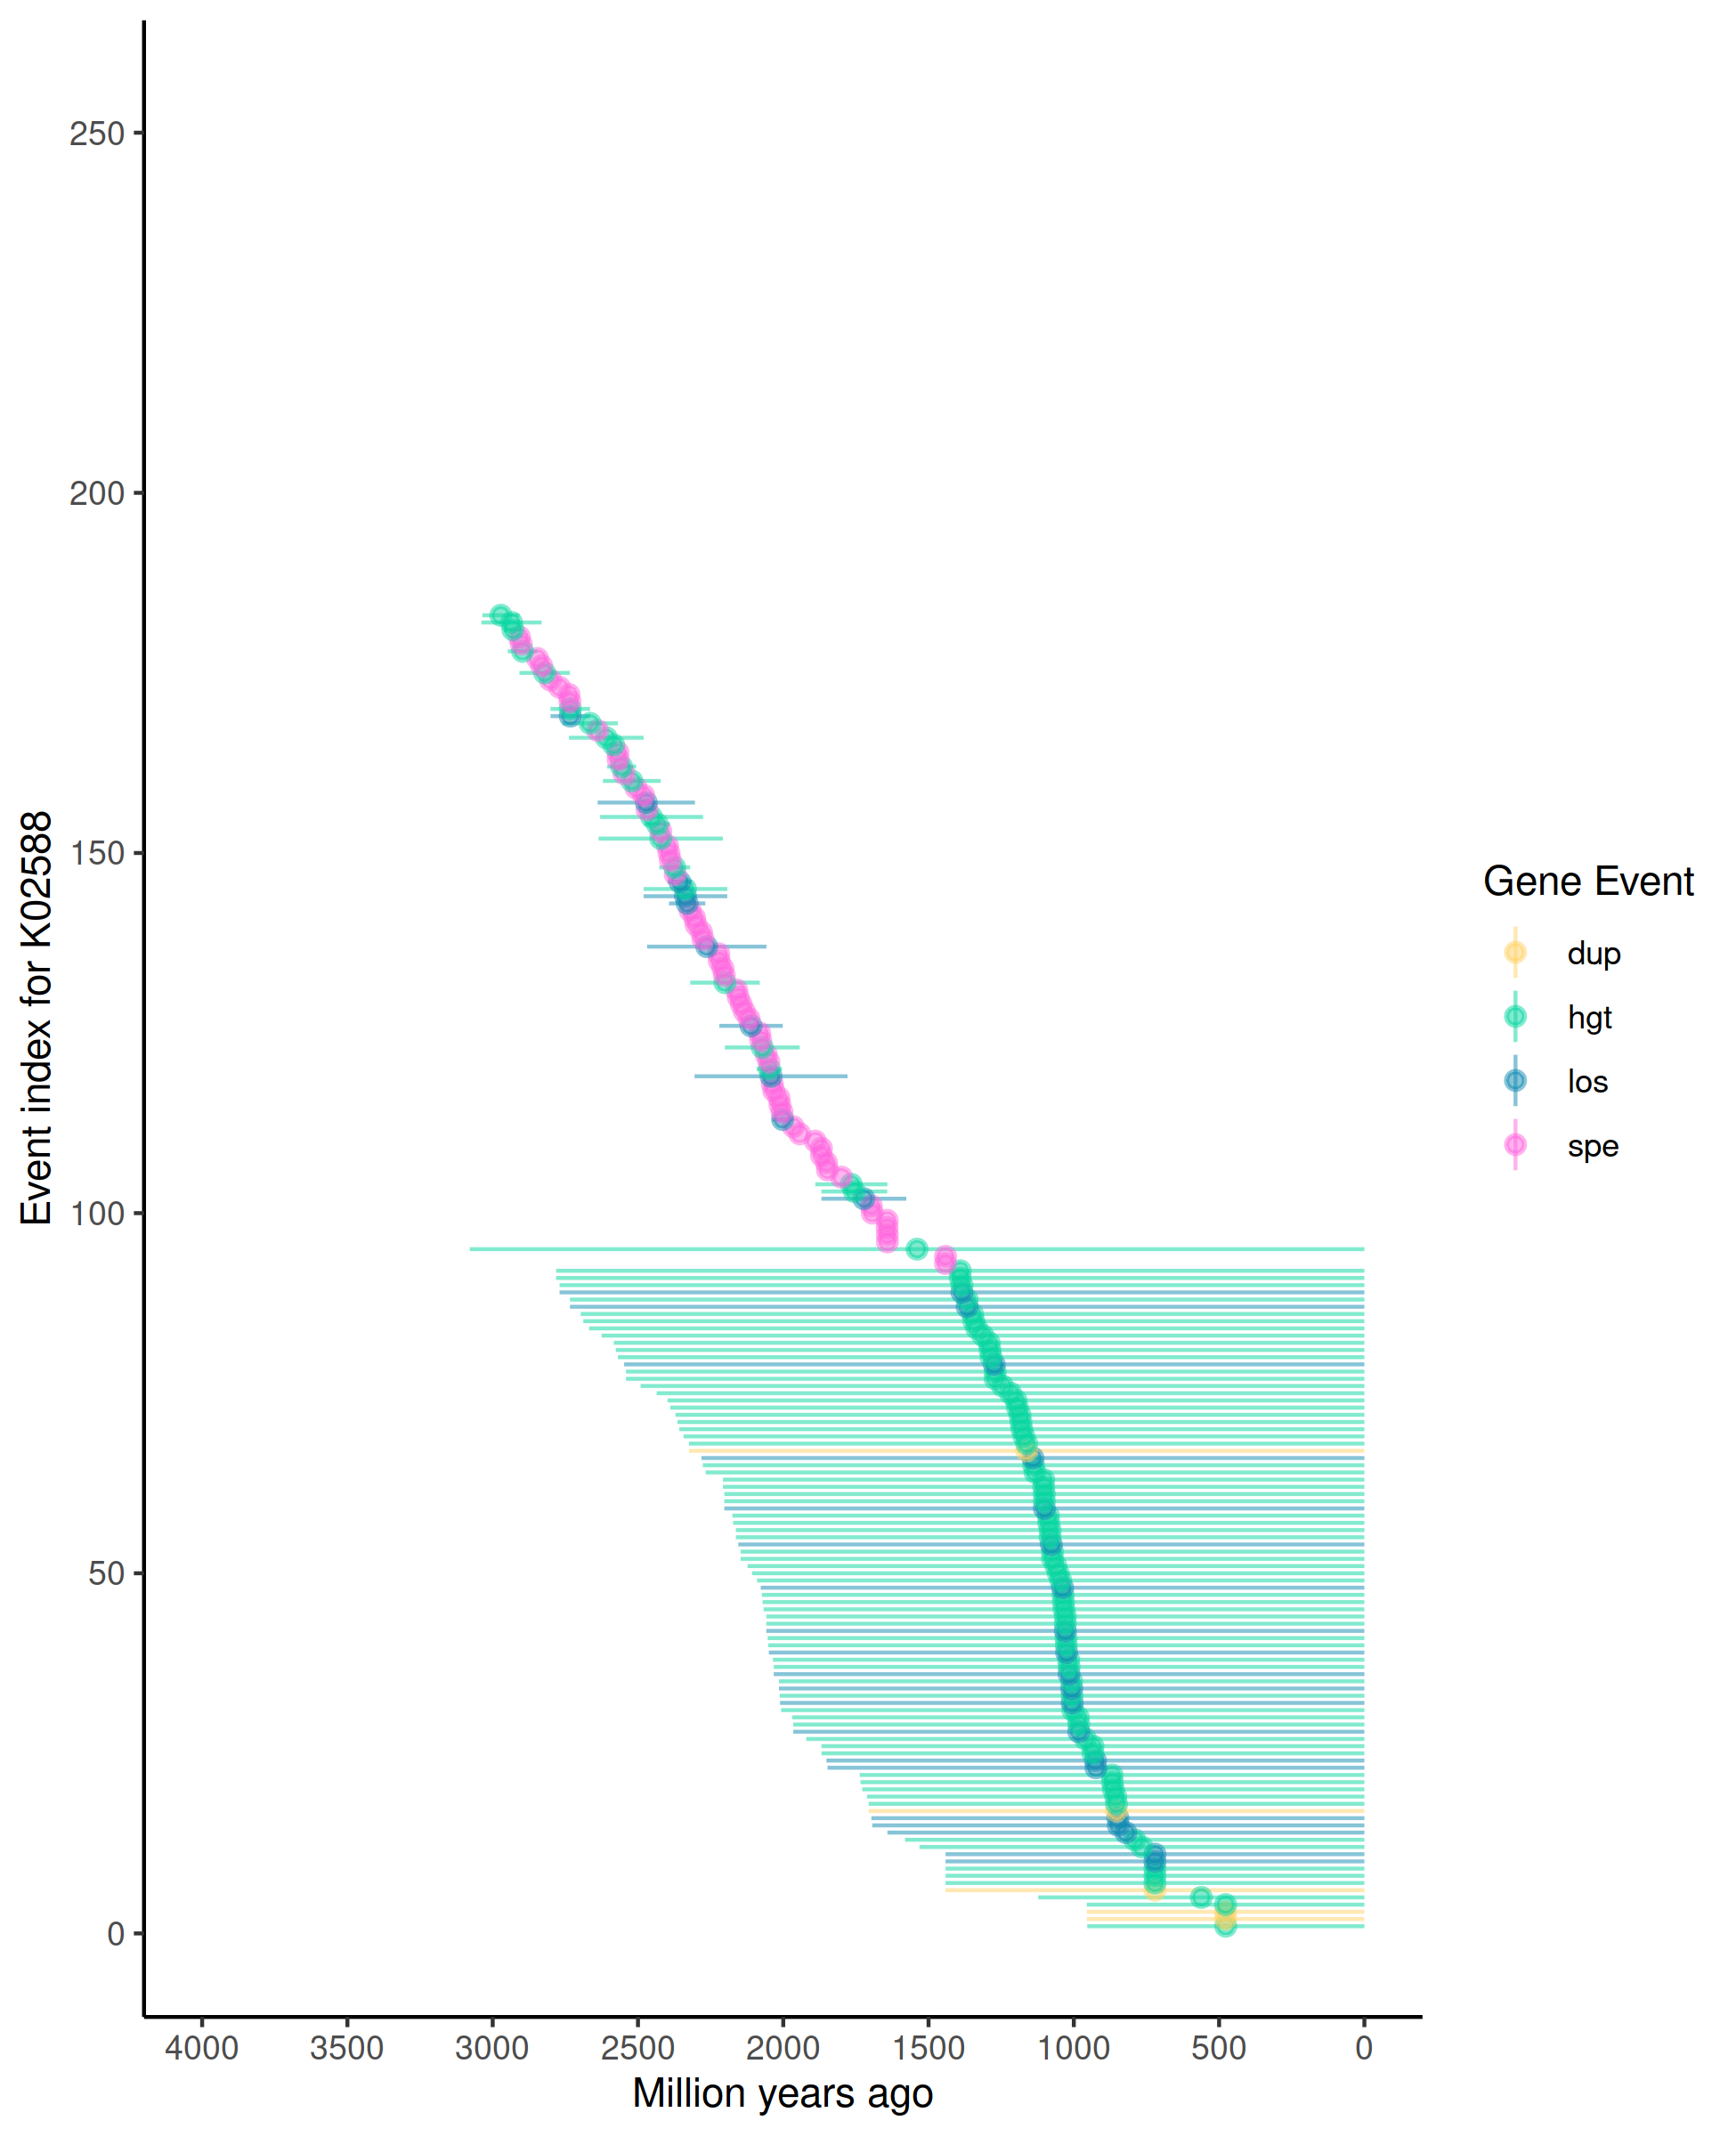 250
200
150
100
50
0
Event index for K02588
4000 3500 3000 2500 2000 1500 1000 500 0
Million years ago
Gene Event
dup
hgt
los
spe